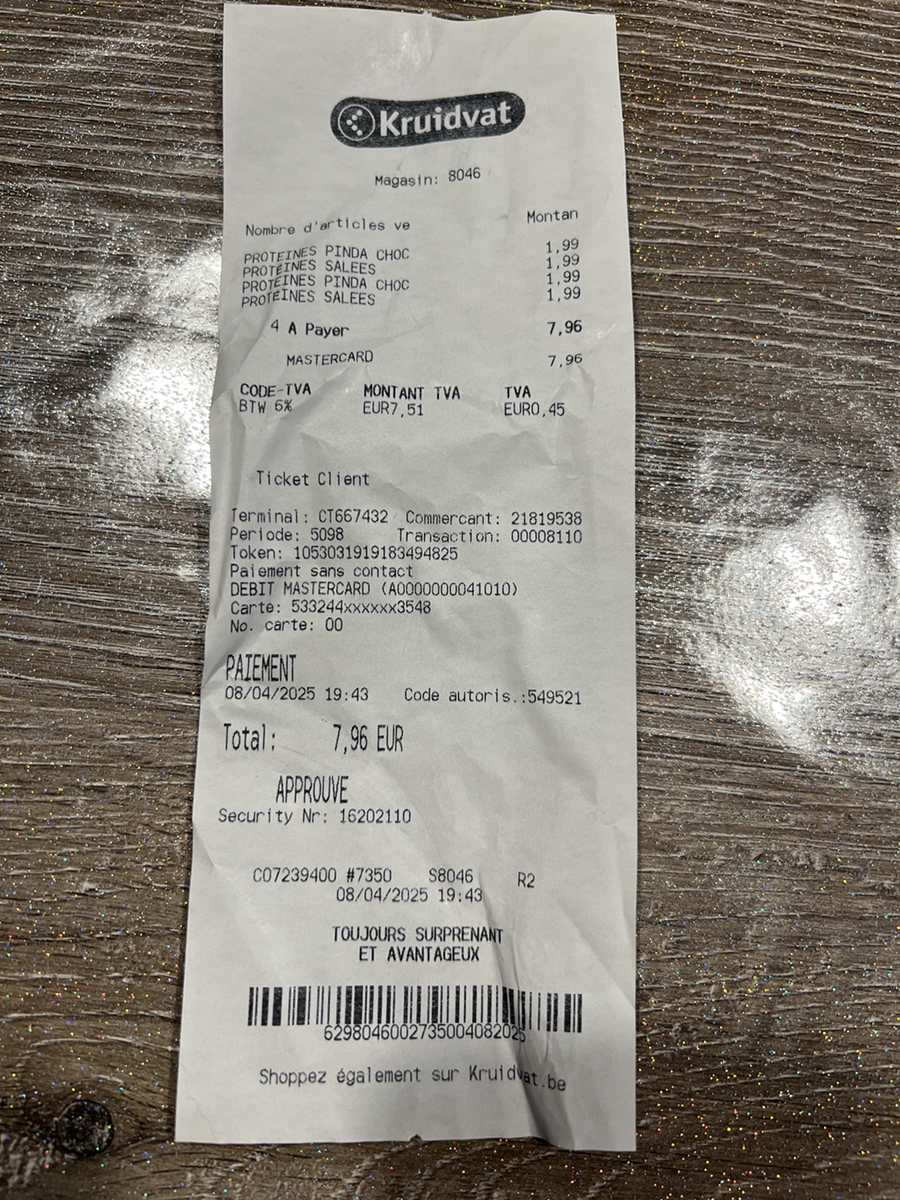 Kruidvat
Magasin: 8046
Nombre d'articles ve Montan
PROTEINES PINDA CHOC 1,99
PROTEINES SALEES 1,99
PROTEINES PINDA CHOC 1,99
PROTEINES SALEES 1,99
4 A Payer 7,96
MASTERCARD 7,96
CODE-TVA MONTANT TVA TVA
BTW 6% EUR7,51 EUR0,45
Ticket Client
Terminal: CT667432 Commercant: 21819538
Periode: 5098 Transaction: 00008110
Token: 1053031919183494825
Paiement sans contact
DEBIT MASTERCARD (A0000000041010)
Carte: 533244xxxxxx3548
No. carte: 00
PAIEMENT
08/04/2025 19:43 Code autoris.:549521
Total: 7,96 EUR
APPROUVE
Security Nr: 16202110
C07239400 #7350 S8046 R2
08/04/2025 19:43
TOUJOURS SURPRENANT
ET AVANTAGEUX
6298046002735004082025
Shoppez également sur Kruidvat.be